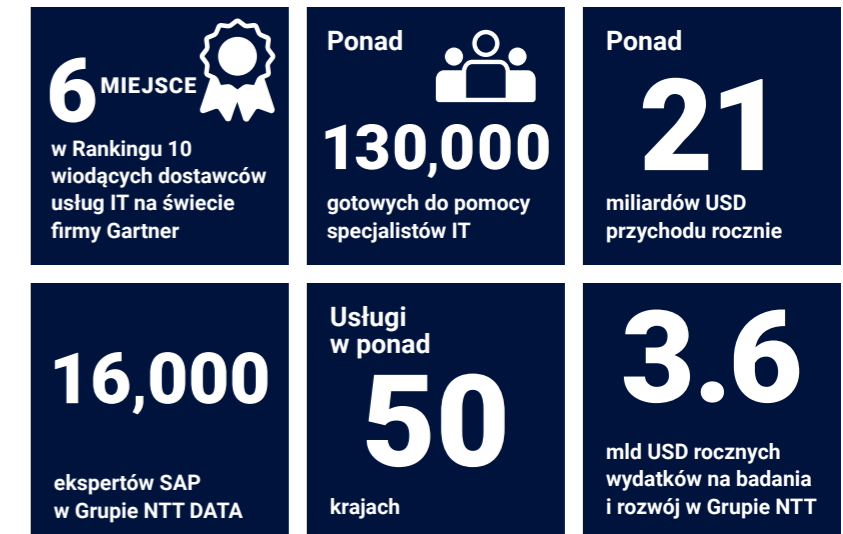 6 MIEJSCE
w Rankingu 10
wiodących dostawców
usług IT na świecie
firmy Gartner
Ponad
130,000
gotowych do pomocy
specjalistów IT
Ponad
21
miliardów USD
przychodu rocznie
16,000
ekspertów SAP
w Grupie NTT DATA
Usługi
w ponad
50
krajach
3.6
mld USD rocznych
wydatków na badania
i rozwój w Grupie NTT